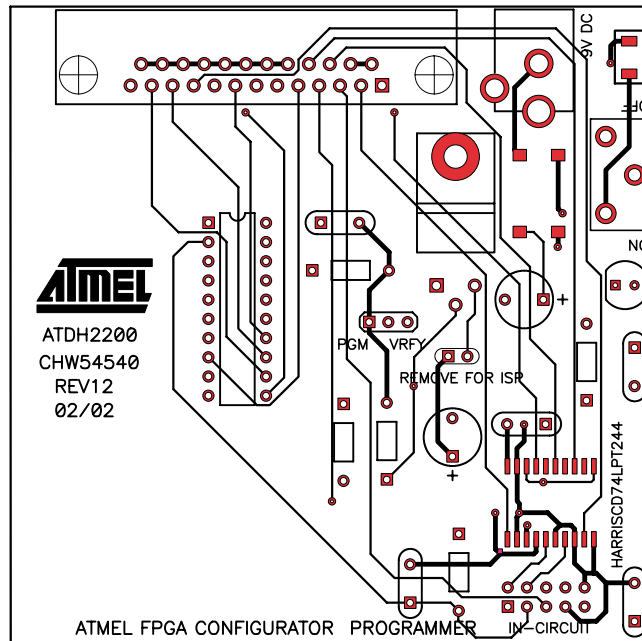 9V DC
ATMEL
ATDH2200
CHW54540
REV12
02/02
PGM VRFY
REMOVE FOR ISP
HARRISCD74LPT244
ATMEL FPGA CONFIGURATOR PROGRAMMER IN-CIRCUIT